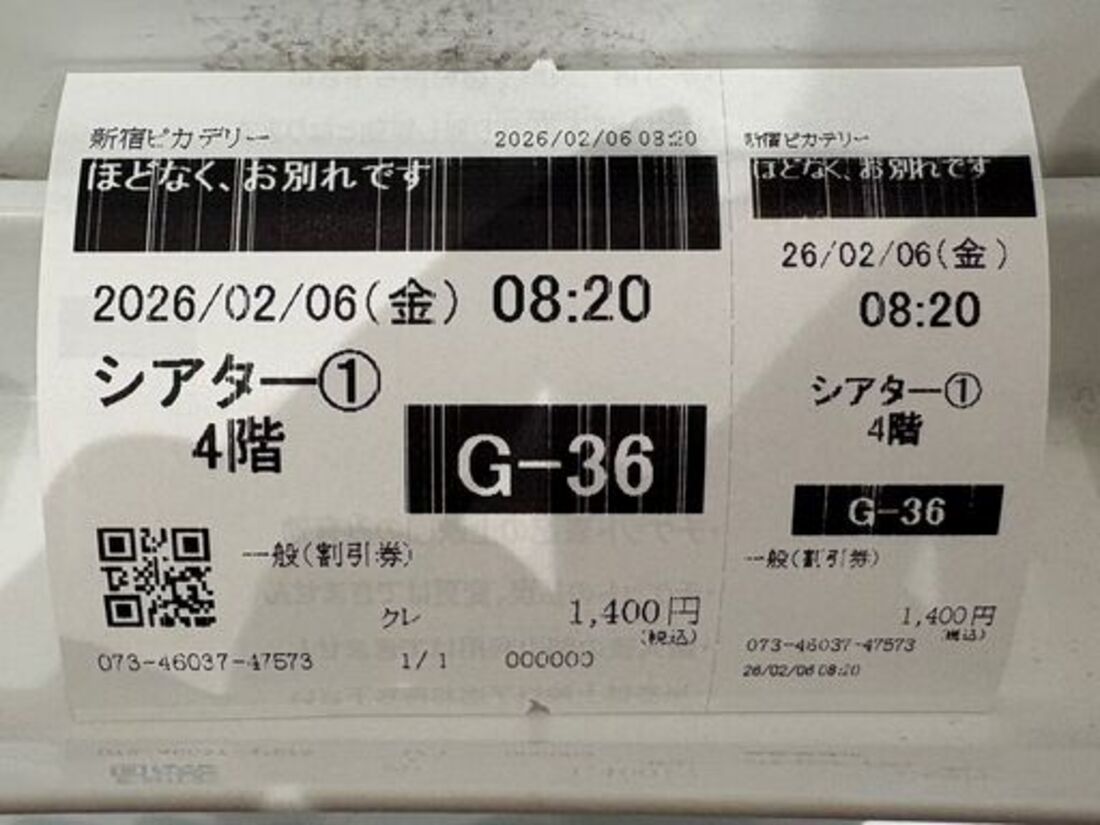 新宿ピカデリー 2026/02/06 08:20
ほどなく、お別れです
2026/02/06(金) 08:20
シアター①
4階
G-36
一般(割引券)
クレ 1,400円
(税込)
073-46037-47573 1/1 000000
新宿ピカデリー
ほどなく、お別れです
26/02/06(金)
08:20
シアター①
4階
G-36
一般(割引券)
1,400円
(税込)
073-46037-47573
26/02/06 08:20